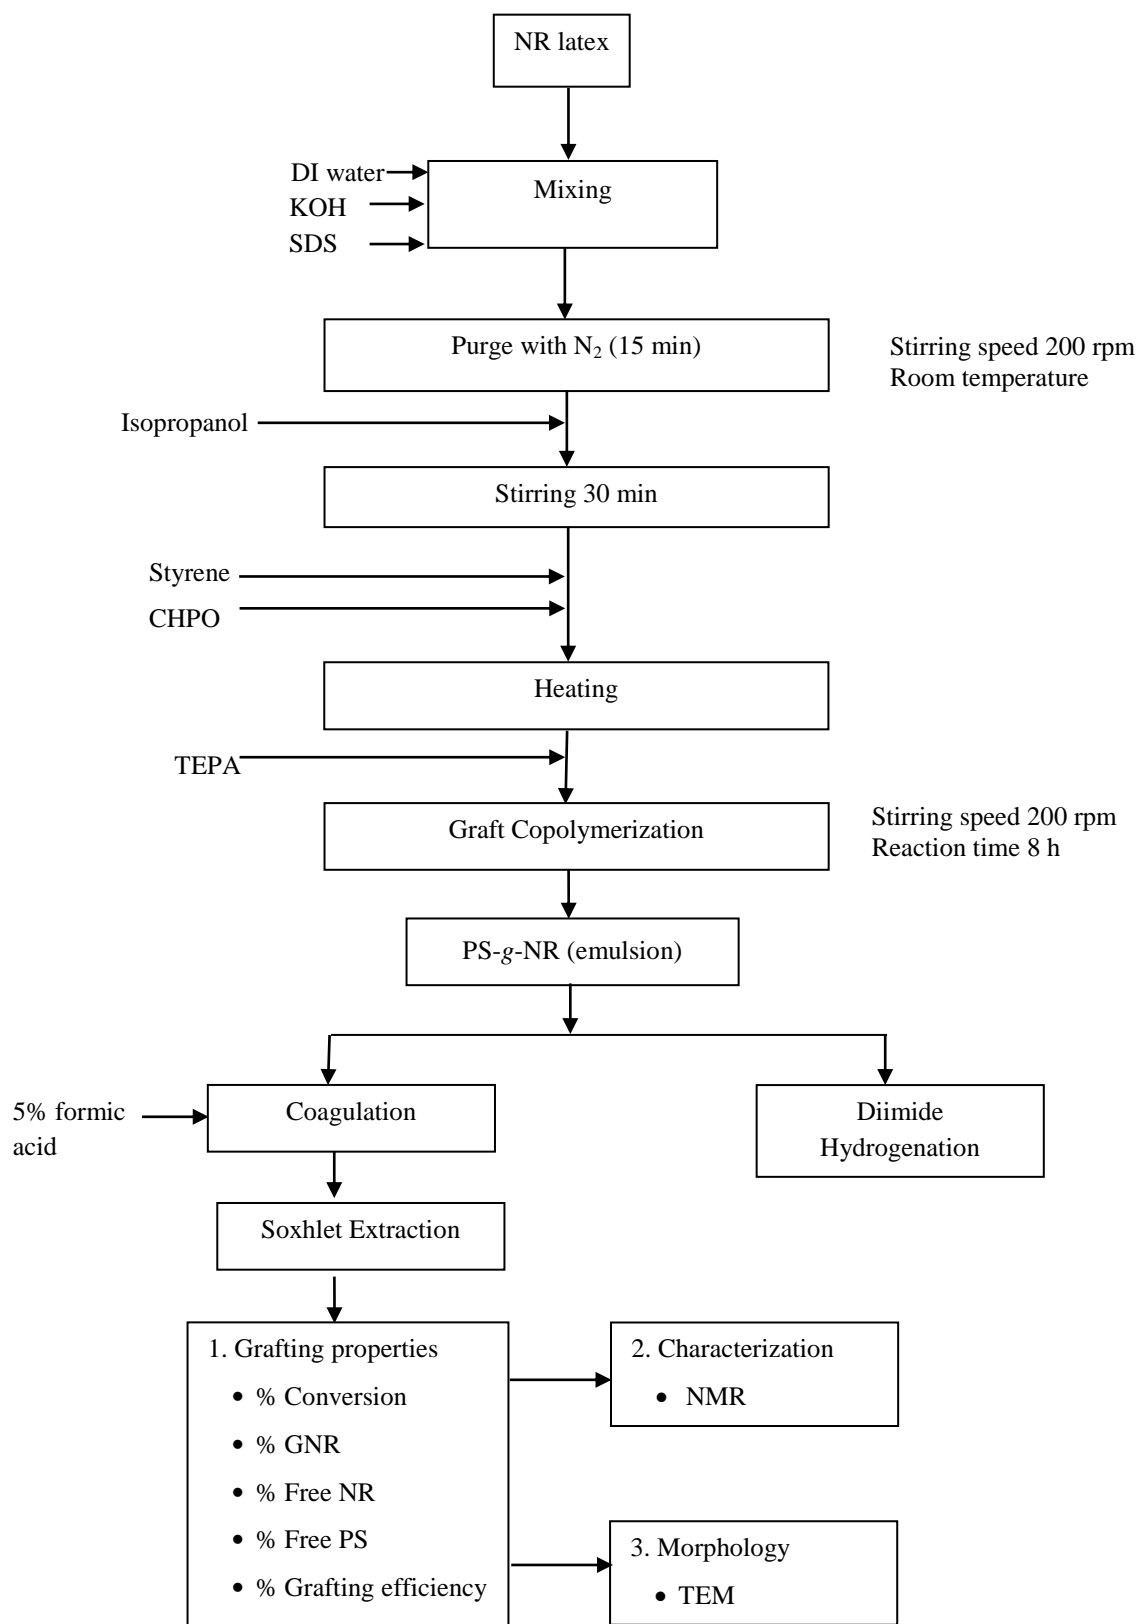 NR latex
DI water
KOH
SDS
Mixing
Purge with N₂ (15 min)
Stirring speed 200 rpm
Room temperature
Isopropanol
Stirring 30 min
Styrene
CHPO
Heating
TEPA
Graft Copolymerization
Stirring speed 200 rpm
Reaction time 8 h
PS-g-NR (emulsion)
5% formic
acid
Coagulation
Diimide
Hydrogenation
Soxhlet Extraction
1. Grafting properties
• % Conversion
• % GNR
• % Free NR
• % Free PS
• % Grafting efficiency
2. Characterization
• NMR
3. Morphology
• TEM